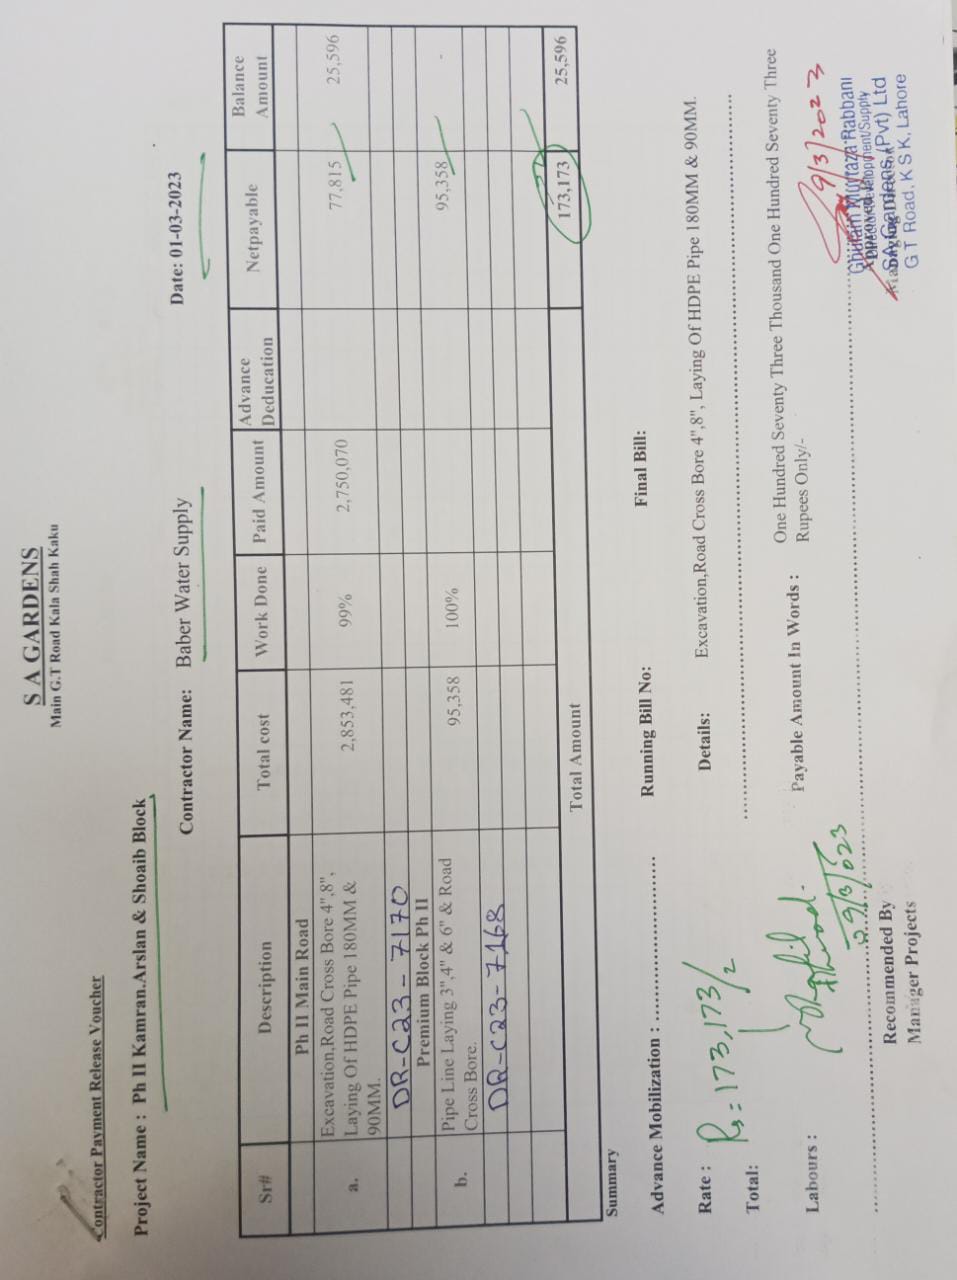 S A GARDENS
Main G.T Road Kala Shah Kaku
Contractor Payment Release Voucher
Project Name : Ph II Kamran.Arslan & Shoaib Block
Contractor Name: Baber Water Supply Date: 01-03-2023
Sr# Description Total cost Work Done Paid Amount Advance Deducation Netpayable Balance Amount
Ph II Main Road
a. Excavation,Road Cross Bore 4",8", Laying Of HDPE Pipe 180MM & 90MM. 2,853,481 99% 2,750,070 77,815 25,596
DR-C23-7170
Premium Block Ph II
b. Pipe Line Laying 3",4" & 6" & Road Cross Bore. 95,358 100% 95,358 -
DR-C23-7168
Total Amount 173,173 25,596
Summary
Advance Mobilization : .................... Running Bill No: Final Bill:
Rate : Details: Excavation,Road Cross Bore 4",8", Laying Of HDPE Pipe 180MM & 90MM.
Rs= 173,173/2
Total:
Labours : Payable Amount In Words : One Hundred Seventy Three Thousand One Hundred Seventy Three
Rupees Only/-
9/3/2023
9/3/023
Recommended By
Manager Projects
Ghulam Murtaza Rabbani
Approved By
Director Development/Supply
SA Gardens (Pvt) Ltd
G T Road, K S K, Lahore